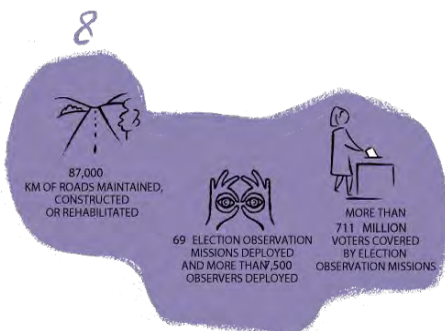 8
87,000
KM OF ROADS MAINTAINED,
CONSTRUCTED
OR REHABILITATED
69 ELECTION OBSERVATION
MISSIONS DEPLOYED
AND MORE THAN 7,500
OBSERVERS DEPLOYED
MORE THAN
711 MILLION
VOTERS COVERED
BY ELECTION
OBSERVATION MISSIONS